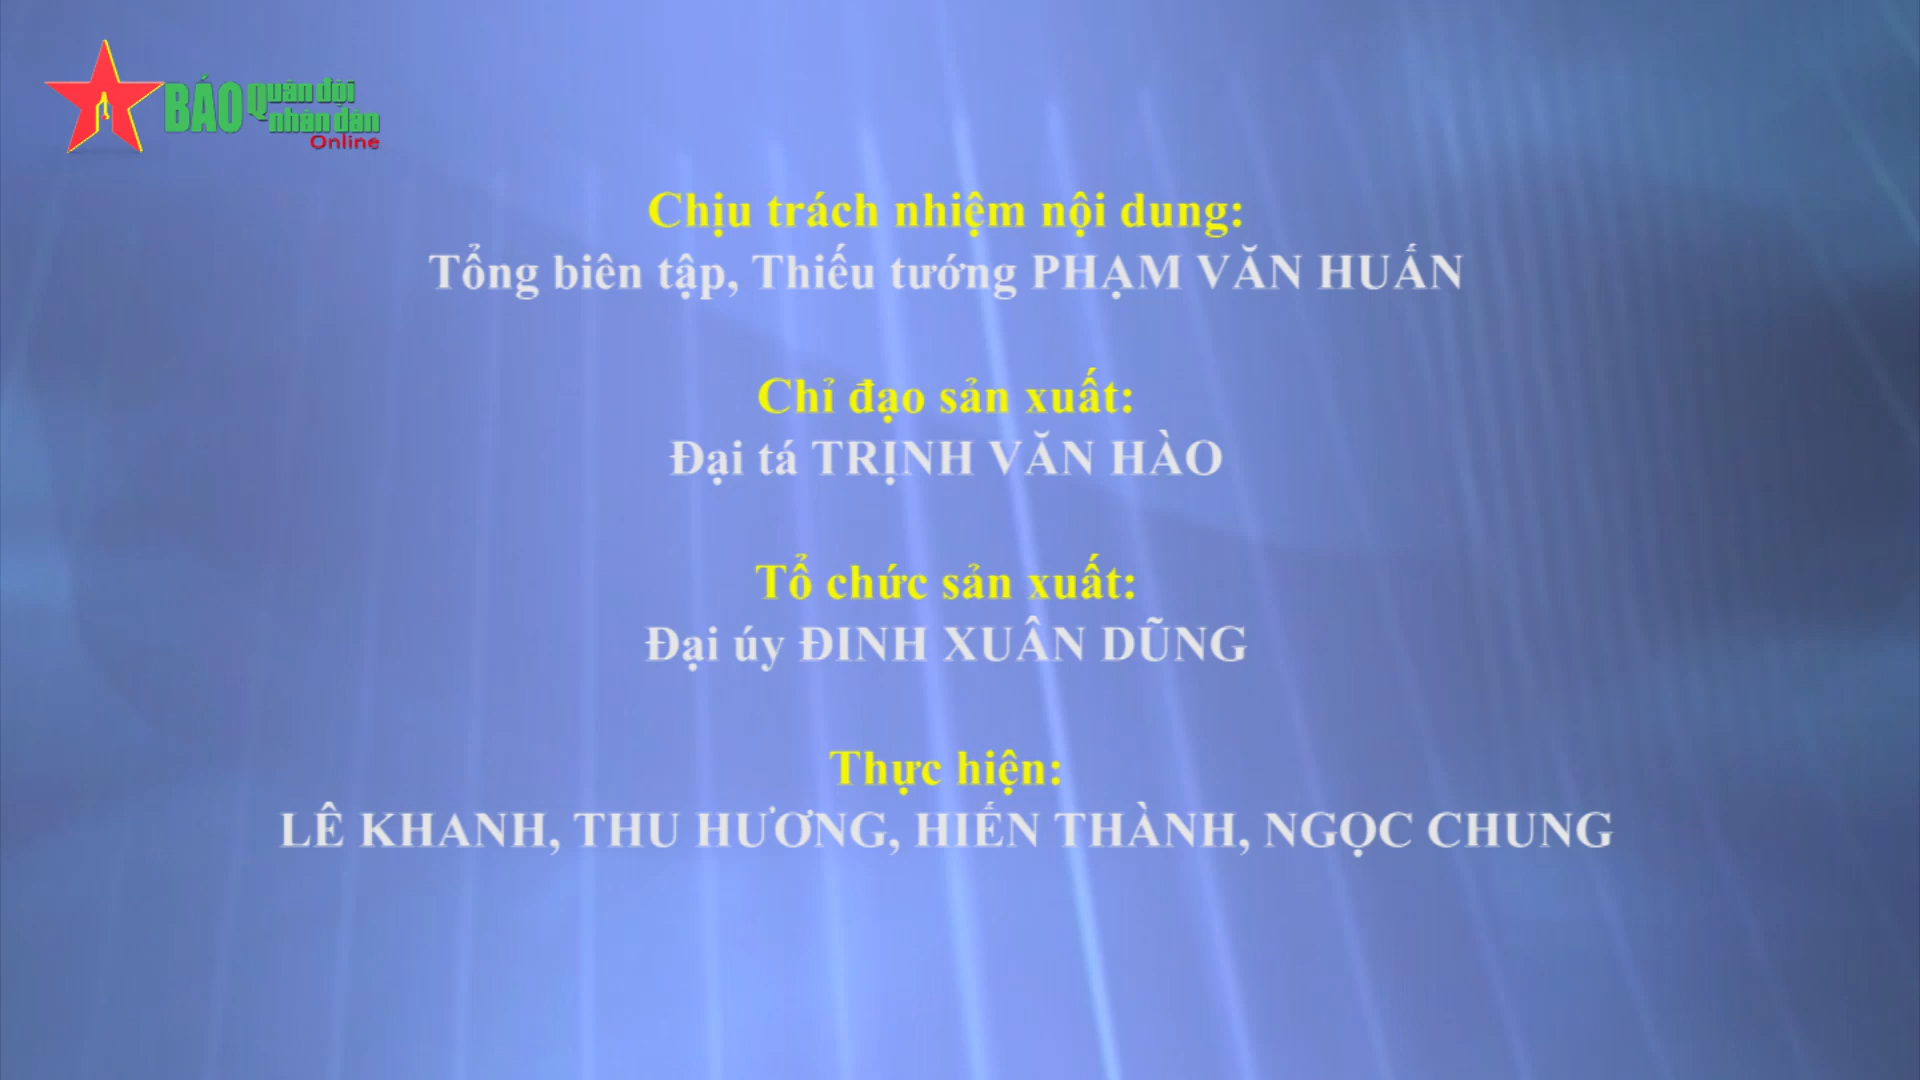 BÁO Quân đội
nhân dân
Online
Chịu trách nhiệm nội dung:
Tổng biên tập, Thiếu tướng PHẠM VĂN HUẤN
Chỉ đạo sản xuất:
Đại tá TRỊNH VĂN HÀO
Tổ chức sản xuất:
Đại úy ĐINH XUÂN DŨNG
Thực hiện:
LÊ KHANH, THU HƯƠNG, HIẾN THÀNH, NGỌC CHUNG